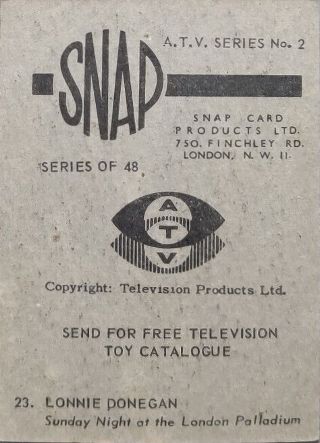 A.T.V. SERIES No. 2
SNAP
SNAP CARD
PRODUCTS LTD.
750, FINCHLEY RD.
LONDON, N.W.11.
SERIES OF 48
A
T
V
Copyright: Television Products Ltd.
SEND FOR FREE TELEVISION
TOY CATALOGUE
23. LONNIE DONEGAN
Sunday Night at the London Palladium